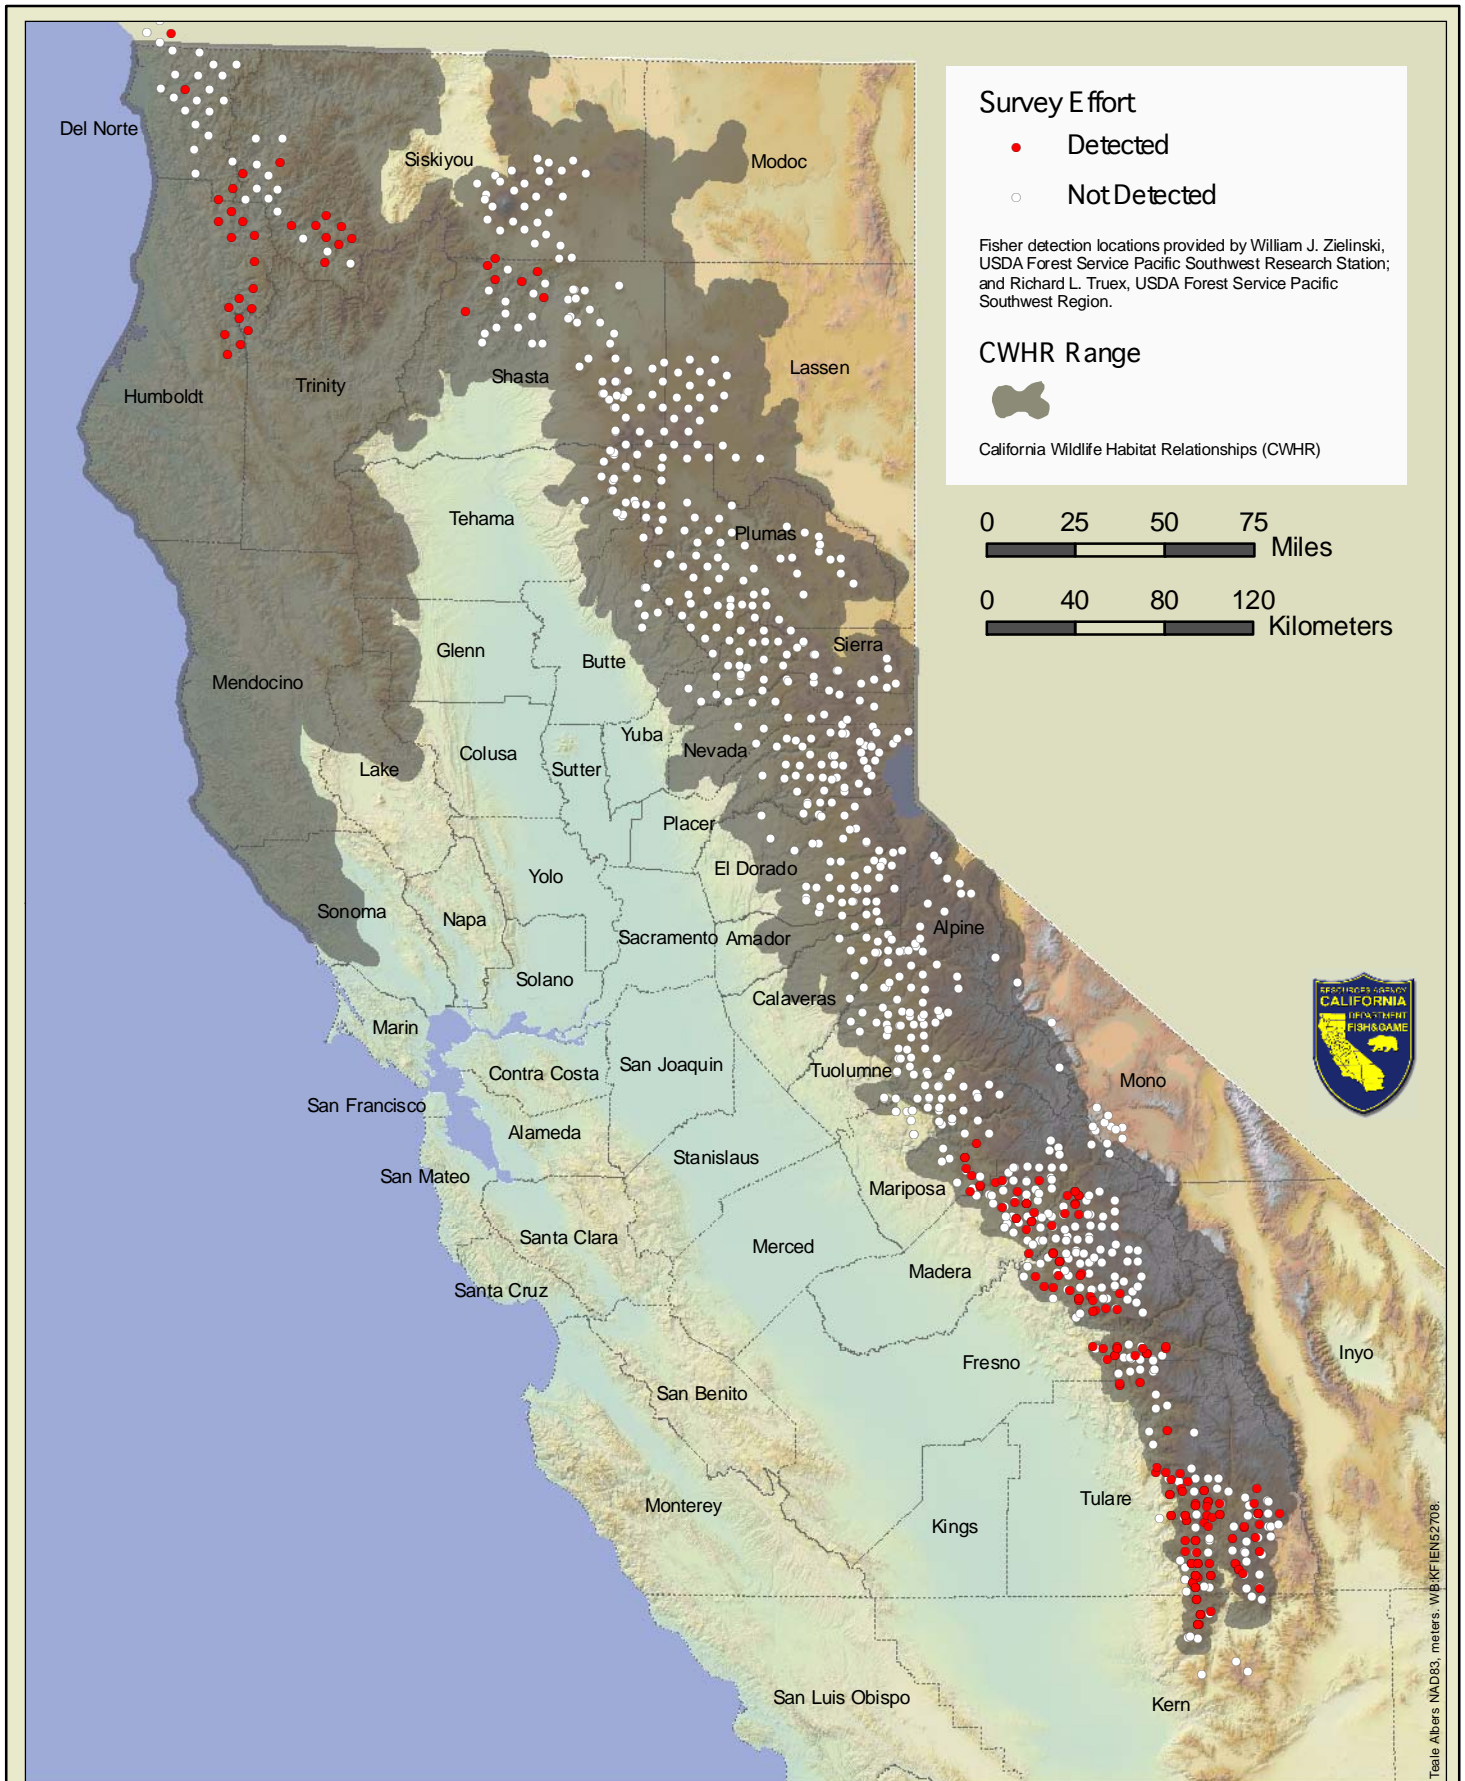 Survey Effort
Detected
Not Detected
Fisher detection locations provided by William J. Zielinski,
USDA Forest Service Pacific Southwest Research Station;
and Richard L. Truex, USDA Forest Service Pacific
Southwest Region.
CWHR Range
California Wildlife Habitat Relationships (CWHR)
0 25 50 75
Miles
0 40 80 120
Kilometers
Del Norte
Siskiyou
Modoc
Humboldt
Trinity
Shasta
Lassen
Tehama
Plumas
Glenn
Butte
Sierra
Mendocino
Colusa
Sutter
Yuba
Nevada
Lake
Placer
El Dorado
Yolo
Sonoma
Napa
Sacramento
Amador
Alpine
Solano
Calaveras
Marin
Contra Costa
San Joaquin
Tuolumne
Mono
San Francisco
Alameda
Stanislaus
San Mateo
Mariposa
Santa Clara
Merced
Madera
Santa Cruz
Fresno
Inyo
San Benito
Monterey
Tulare
Kings
San Luis Obispo
Kern
RESOURCES AGENCY
CALIFORNIA
DEPARTMENT
FISH&GAME
Teale Albers NAD83, meters. WB:KFIEN52708.